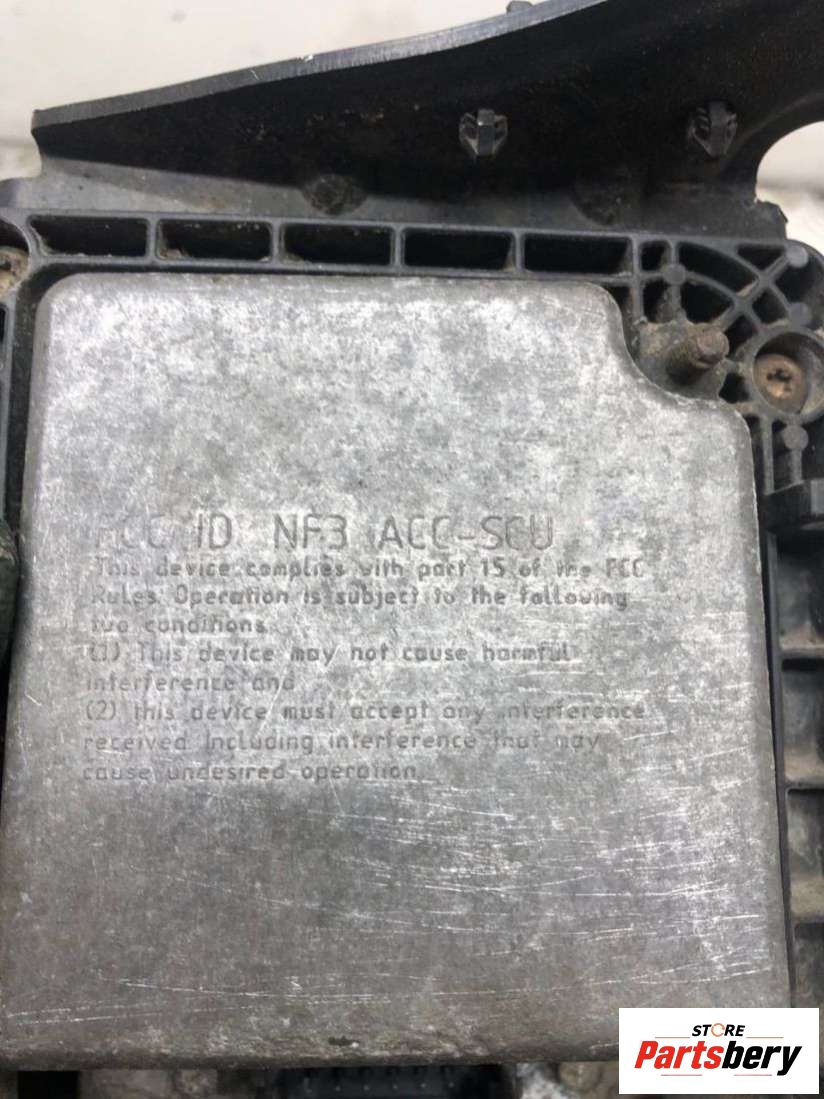 FCC ID NF3 ACC-SCU
This device complies with part 15 of the FCC
Rules. Operation is subject to the following
two conditions
(1) This device may not cause harmful
interference and
(2) this device must accept any interference
received including interference that may
cause undesired operation.
STORE
Partsbery